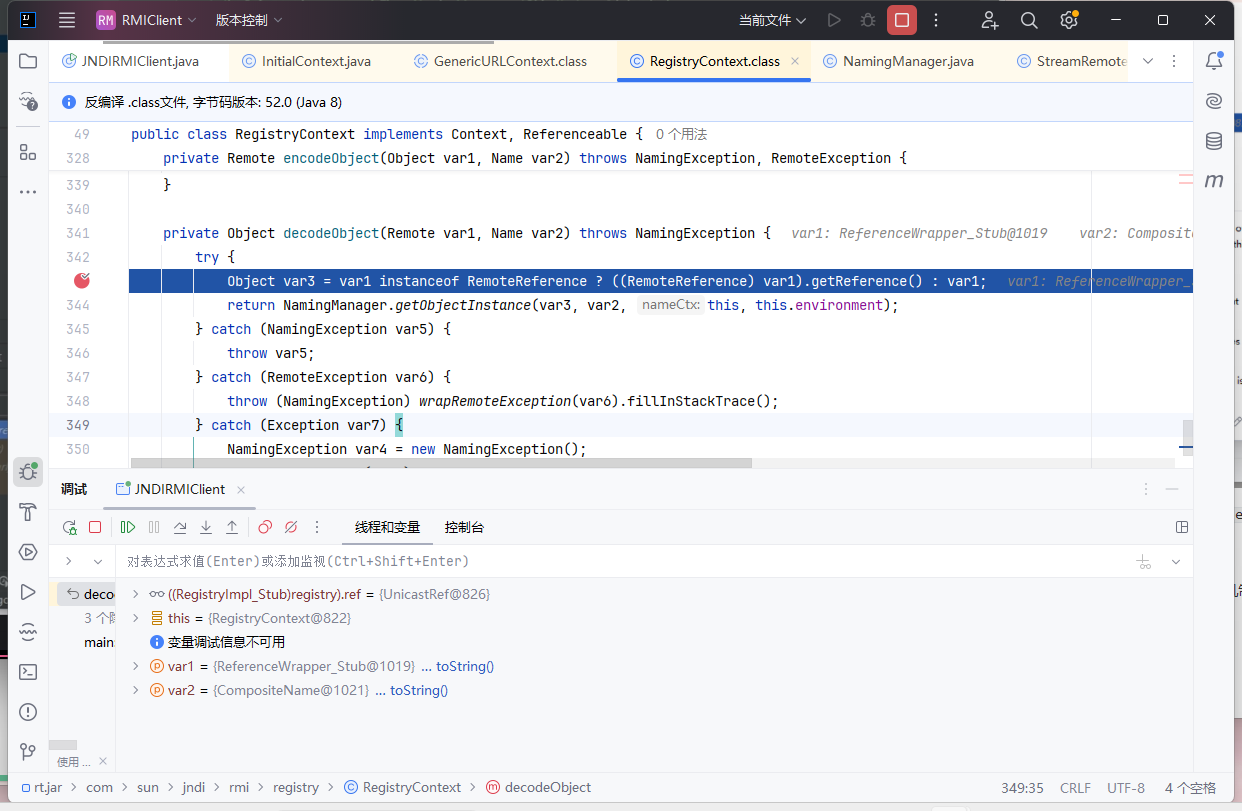 RM RMIClient 版本控制 当前文件
JNDIRMIClient.java InitialContext.java GenericURLContext.class RegistryContext.class NamingManager.java StreamRemote
反编译 .class文件, 字节码版本: 52.0 (Java 8)
49 public class RegistryContext implements Context, Referenceable { 0 个用法
328 private Remote encodeObject(Object var1, Name var2) throws NamingException, RemoteException {
339 }
340
341 private Object decodeObject(Remote var1, Name var2) throws NamingException { var1: ReferenceWrapper_Stub@1019 var2: Composite
342 try {
Object var3 = var1 instanceof RemoteReference ? ((RemoteReference) var1).getReference() : var1; var1: ReferenceWrapper_
344 return NamingManager.getObjectInstance(var3, var2, nameCtx: this, this.environment);
345 } catch (NamingException var5) {
346 throw var5;
347 } catch (RemoteException var6) {
348 throw (NamingException) wrapRemoteException(var6).fillInStackTrace();
349 } catch (Exception var7) {
350 NamingException var4 = new NamingException();
调试 JNDIRMIClient
线程和变量 控制台
对表达式求值(Enter)或添加监视(Ctrl+Shift+Enter)
deco ((RegistryImpl_Stub)registry).ref = {UnicastRef@826}
3 个 this = {RegistryContext@822}
main: 变量调试信息不可用
var1 = {ReferenceWrapper_Stub@1019} ... toString()
var2 = {CompositeName@1021} ... toString()
使用 ...
rt.jar com sun jndi rmi registry RegistryContext decodeObject 349:35 CRLF UTF-8 4 个空格